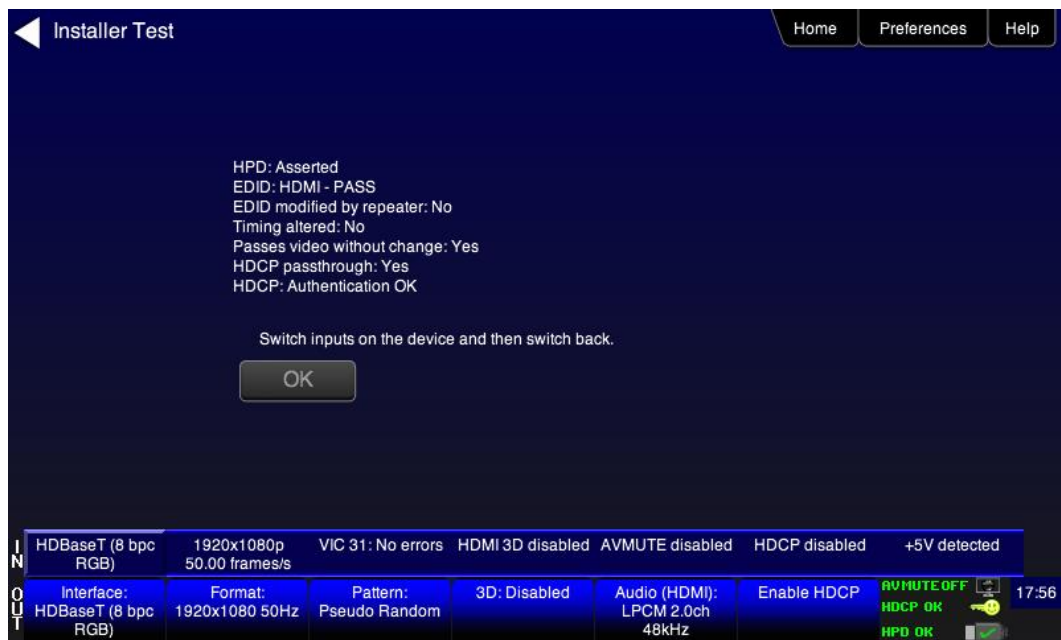 Installer Test
Home
Preferences
Help
HPD: Asserted
EDID: HDMI - PASS
EDID modified by repeater: No
Timing altered: No
Passes video without change: Yes
HDCP passthrough: Yes
HDCP: Authentication OK
Switch inputs on the device and then switch back.
OK
IN
HDBaseT (8 bpc
RGB)
1920x1080p
50.00 frames/s
VIC 31: No errors
HDMI 3D disabled
AVMUTE disabled
HDCP disabled
+5V detected
OUT
Interface:
HDBaseT (8 bpc
RGB)
Format:
1920x1080 50Hz
Pattern:
Pseudo Random
3D: Disabled
Audio (HDMI):
LPCM 2.0ch
48kHz
Enable HDCP
AVMUTEOFF
HDCP OK
HPD OK
17:56